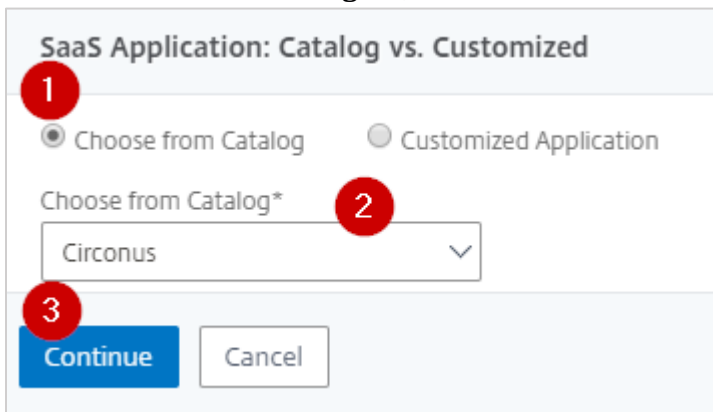 SaaS Application: Catalog vs. Customized
1
Choose from Catalog Customized Application
Choose from Catalog* 2
Circonus
3
Continue Cancel